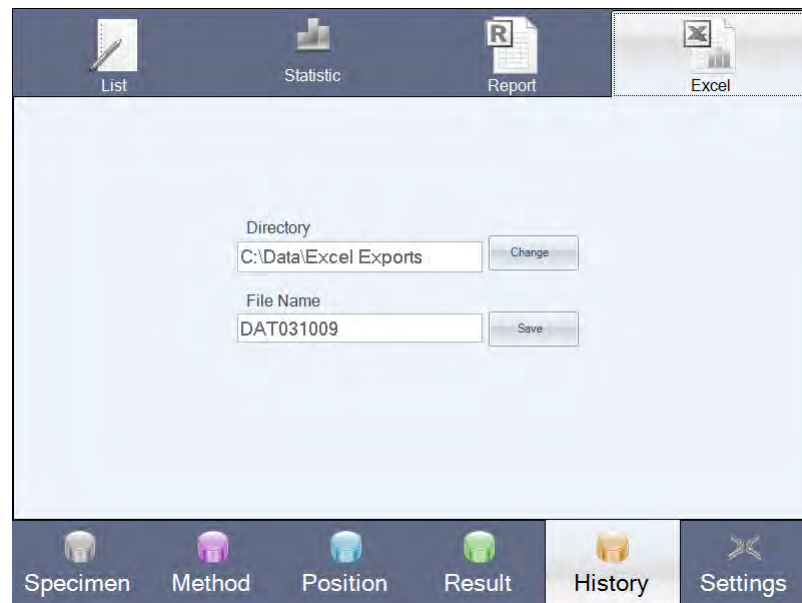 List Statistic Report Excel
Directory
C:\Data\Excel Exports Change
File Name
DAT031009 Save
Specimen Method Position Result History Settings